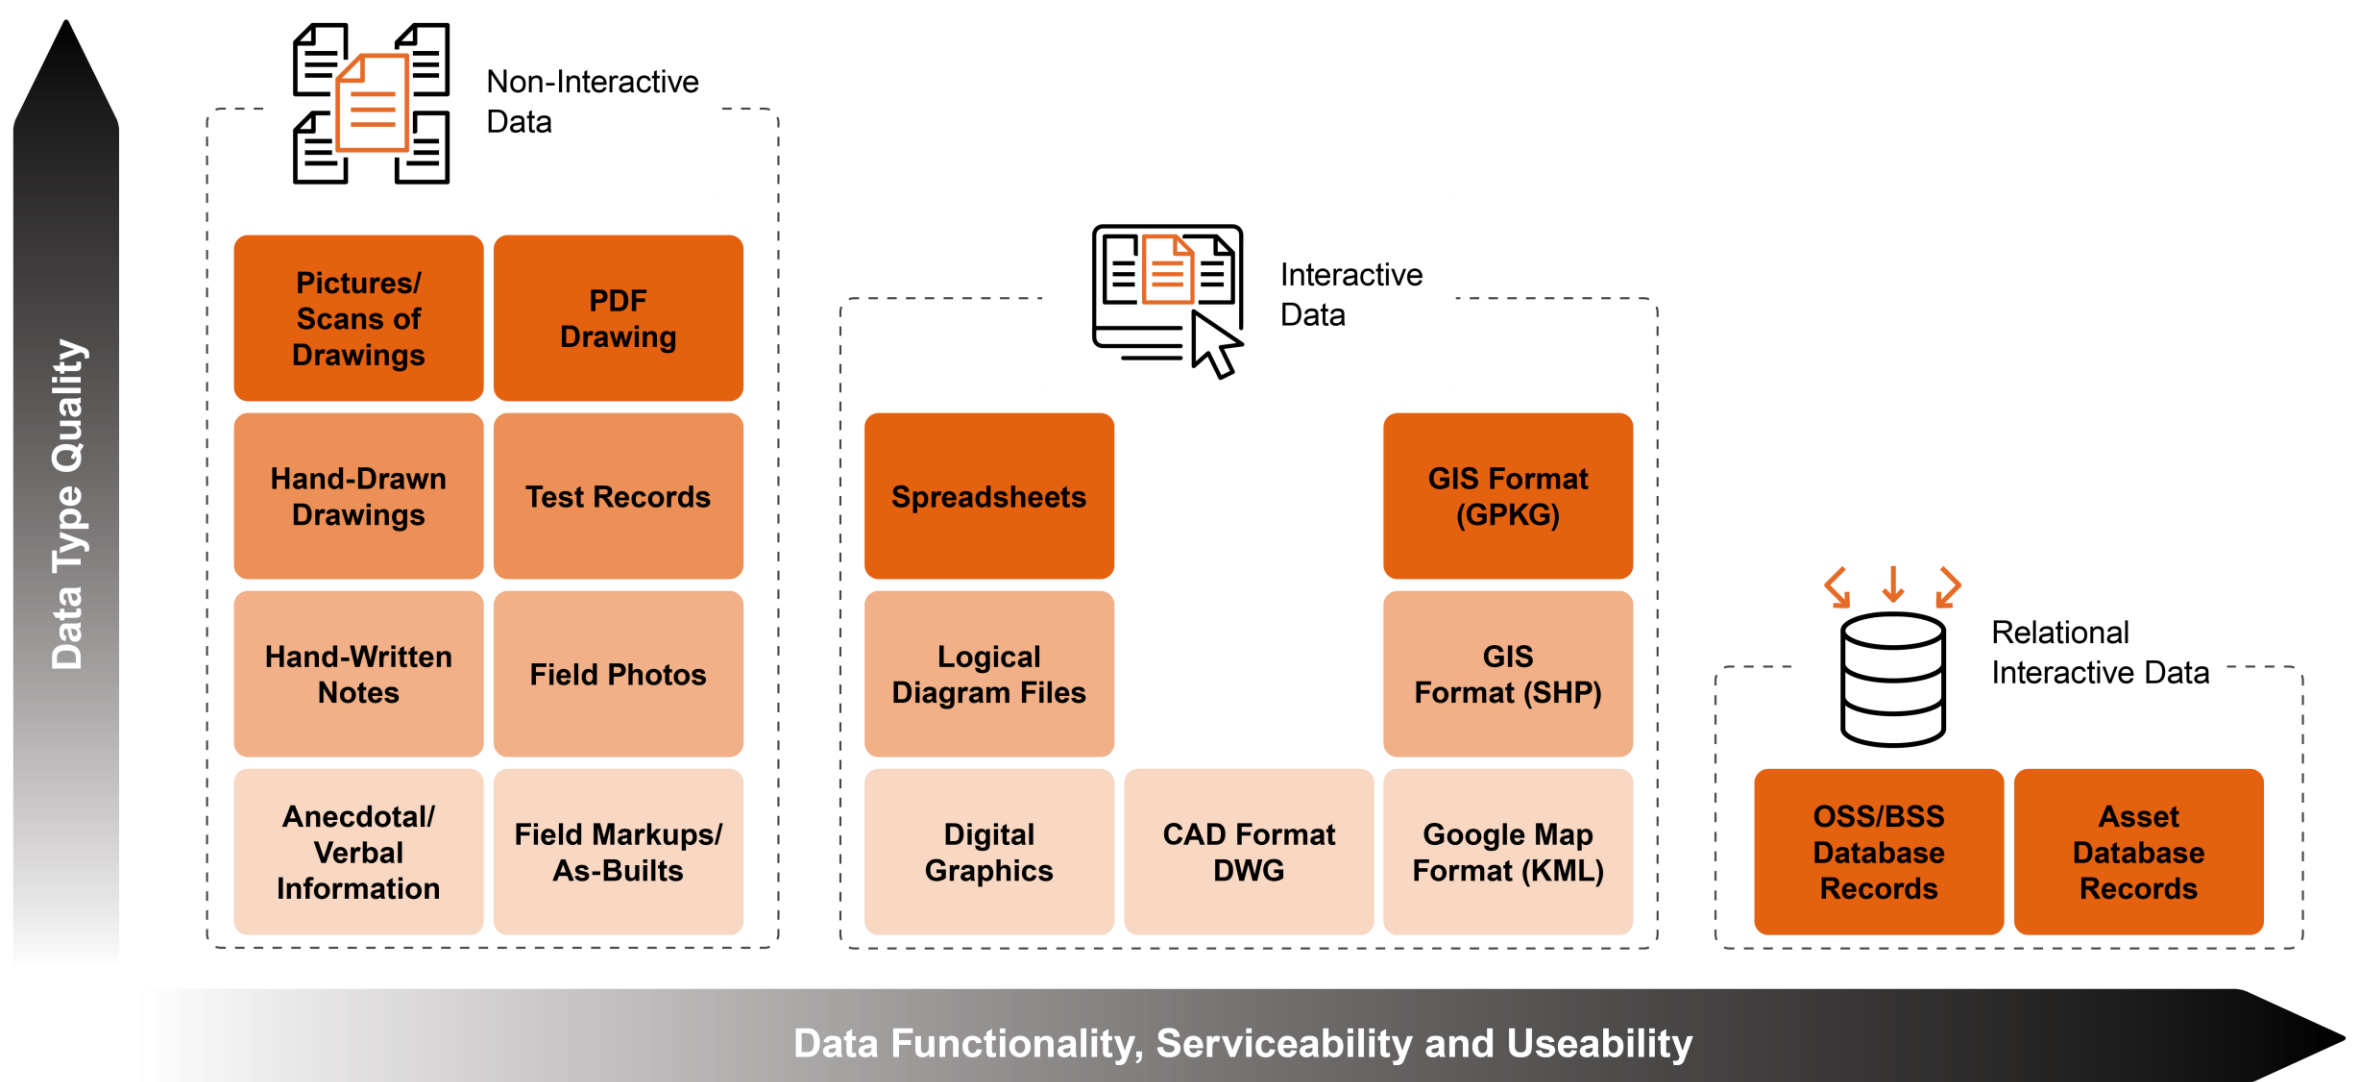 Data Type Quality
Non-Interactive
Data
Pictures/
Scans of
Drawings
PDF
Drawing
Hand-Drawn
Drawings
Test Records
Hand-Written
Notes
Field Photos
Anecdotal/
Verbal
Information
Field Markups/
As-Builts
Interactive
Data
Spreadsheets
GIS Format
(GPKG)
Logical
Diagram Files
GIS
Format (SHP)
Digital
Graphics
CAD Format
DWG
Google Map
Format (KML)
Relational
Interactive Data
OSS/BSS
Database
Records
Asset
Database
Records
Data Functionality, Serviceability and Useability